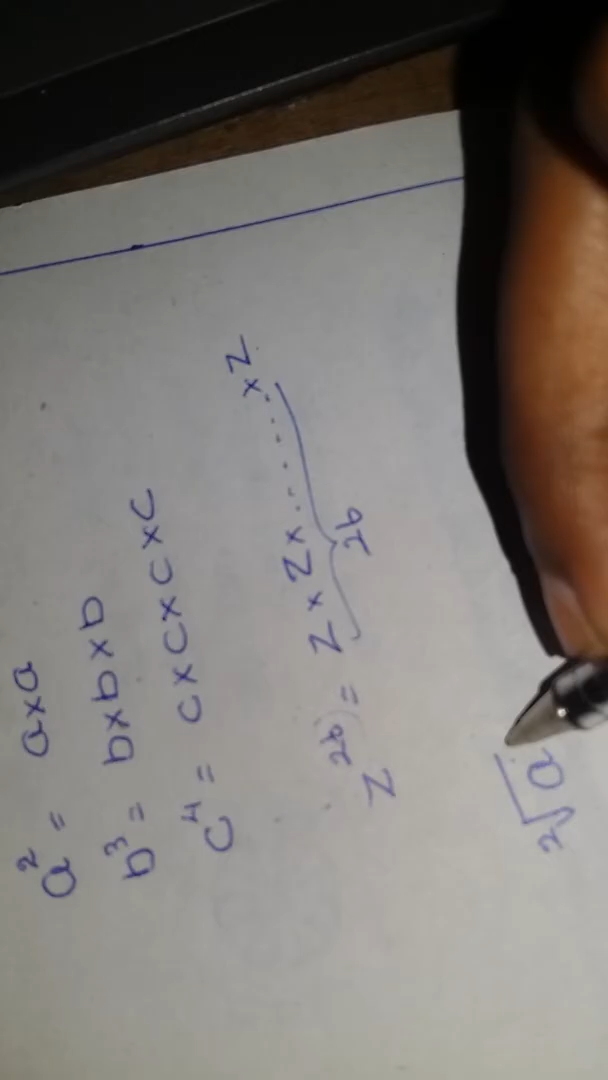 a² = a×a
b³ = b×b×b
c⁴ = c×c×c×c
z²⁶ = z×z×.......×z
26
²√a